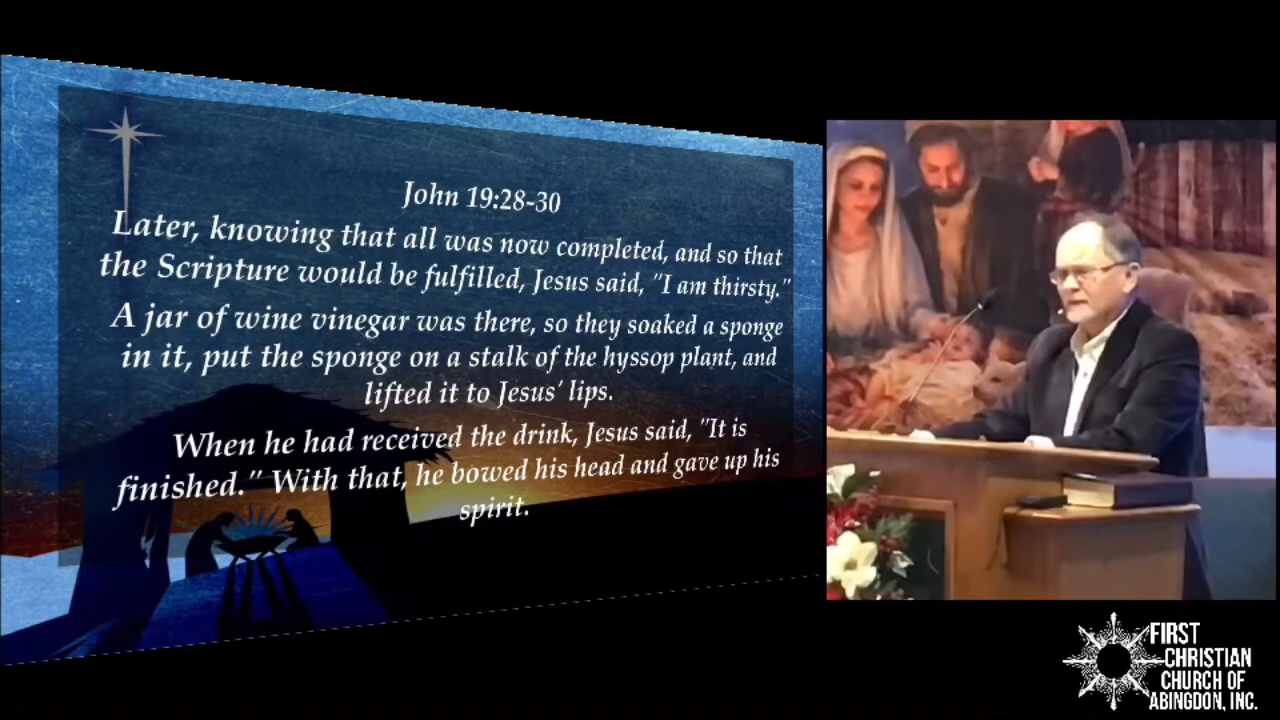 John 19:28-30
Later, knowing that all was now completed, and so that
the Scripture would be fulfilled, Jesus said, "I am thirsty."
A jar of wine vinegar was there, so they soaked a sponge
in it, put the sponge on a stalk of the hyssop plant, and
lifted it to Jesus' lips.
When he had received the drink, Jesus said, "It is
finished." With that, he bowed his head and gave up his
spirit.
FIRST
CHRISTIAN
CHURCH OF
ABINGDON, INC.